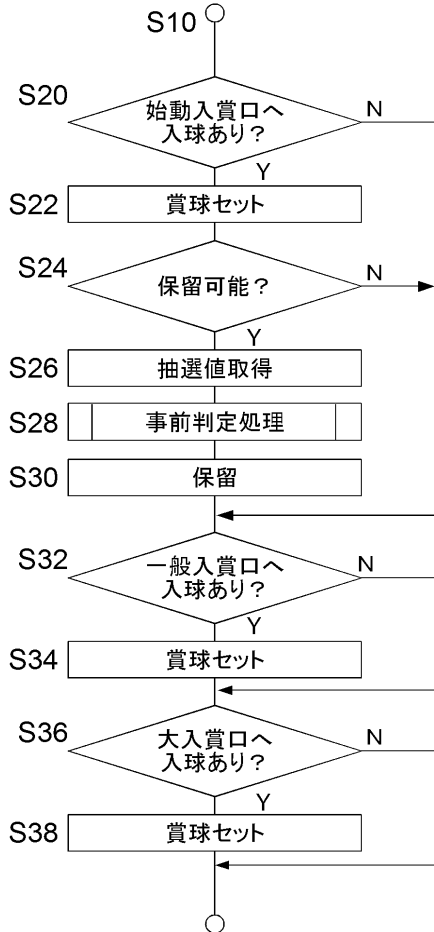 S10
S20
始動入賞口へ
入球あり?
N
Y
S22
賞球セット
S24
保留可能?
N
Y
S26
抽選値取得
S28
事前判定処理
S30
保留
S32
一般入賞口へ
入球あり?
N
Y
S34
賞球セット
S36
大入賞口へ
入球あり?
N
Y
S38
賞球セット